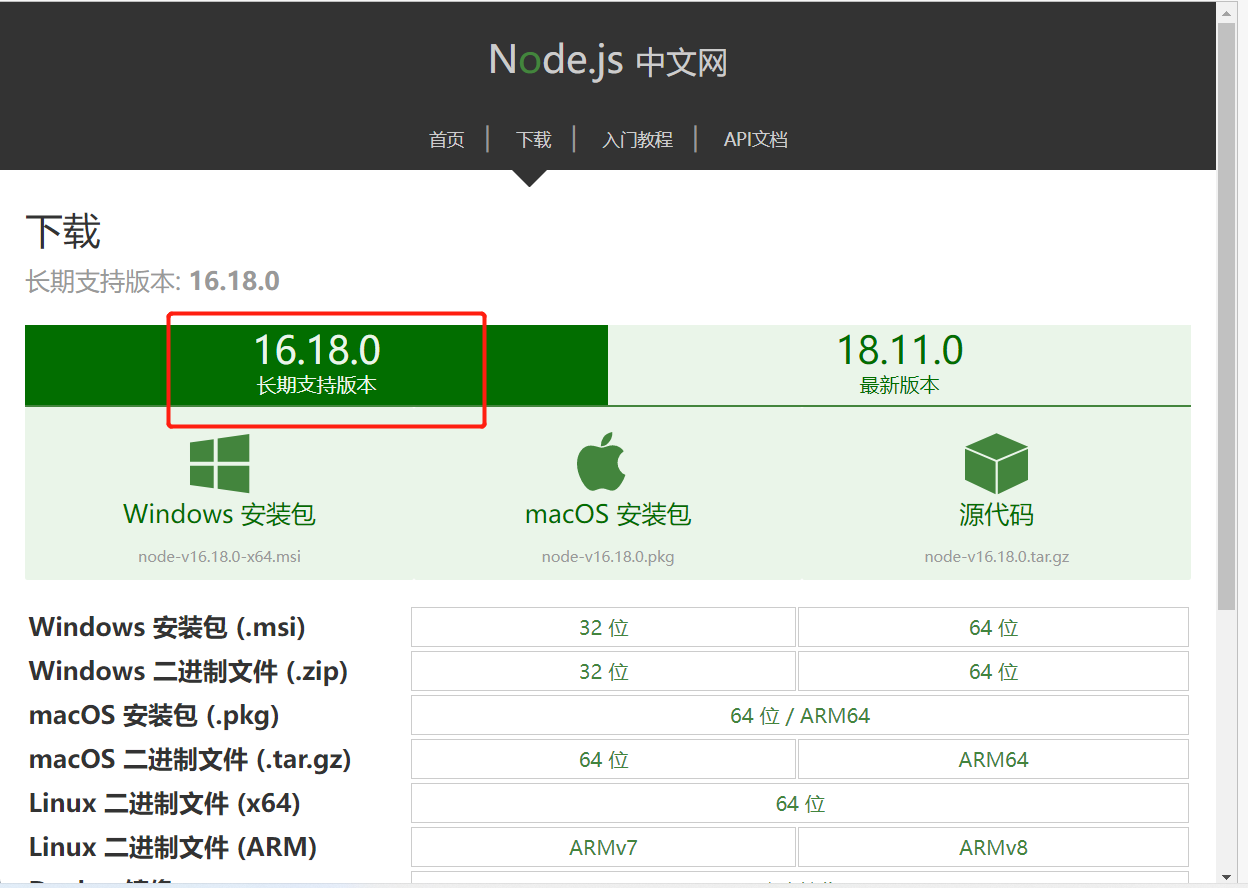 Node.js 中文网
首页 | 下载 | 入门教程 | API文档
下载
长期支持版本: 16.18.0
16.18.0
长期支持版本
18.11.0
最新版本
Windows 安装包
node-v16.18.0-x64.msi
macOS 安装包
node-v16.18.0.pkg
源代码
node-v16.18.0.tar.gz
Windows 安装包 (.msi) 32 位 64 位
Windows 二进制文件 (.zip) 32 位 64 位
macOS 安装包 (.pkg) 64 位 / ARM64
macOS 二进制文件 (.tar.gz) 64 位 ARM64
Linux 二进制文件 (x64) 64 位
Linux 二进制文件 (ARM) ARMv7 ARMv8